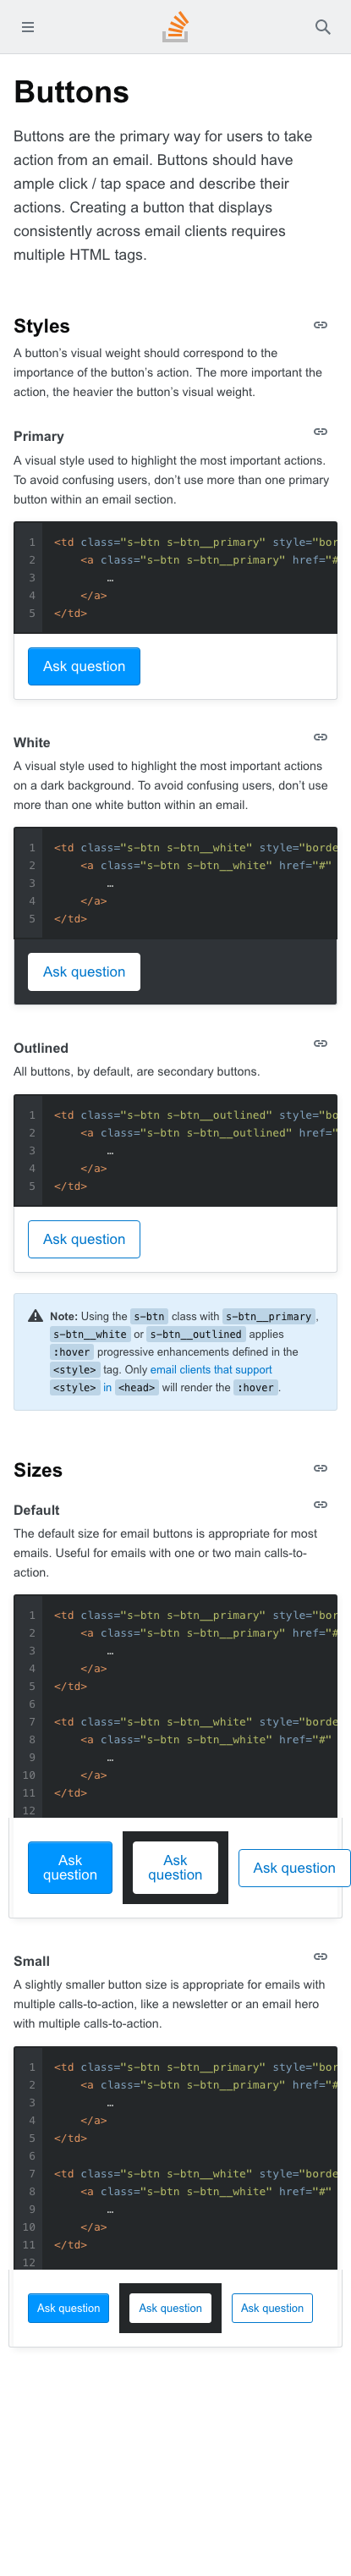 Buttons
Buttons are the primary way for users to take
action from an email. Buttons should have
ample click / tap space and describe their
actions. Creating a button that displays
consistently across email clients requires
multiple HTML tags.
Styles
A button's visual weight should correspond to the
importance of the button's action. The more important the
action, the heavier the button's visual weight.
Primary
A visual style used to highlight the most important actions.
To avoid confusing users, don't use more than one primary
button within an email section.
1 <td class="s-btn s-btn__primary" style="bor
2 <a class="s-btn s-btn__primary" href="#
3 …
4 </a>
5 </td>
Ask question
White
A visual style used to highlight the most important actions
on a dark background. To avoid confusing users, don't use
more than one white button within an email.
1 <td class="s-btn s-btn__white" style="borde
2 <a class="s-btn s-btn__white" href="#"
3 …
4 </a>
5 </td>
Ask question
Outlined
All buttons, by default, are secondary buttons.
1 <td class="s-btn s-btn__outlined" style="bo
2 <a class="s-btn s-btn__outlined" href="
3 …
4 </a>
5 </td>
Ask question
Note: Using the s-btn class with s-btn__primary,
s-btn__white or s-btn__outlined applies
:hover progressive enhancements defined in the
<style> tag. Only email clients that support
<style> in <head> will render the :hover.
Sizes
Default
The default size for email buttons is appropriate for most
emails. Useful for emails with one or two main calls-to-
action.
1 <td class="s-btn s-btn__primary" style="bor
2 <a class="s-btn s-btn__primary" href="#
3 …
4 </a>
5 </td>
6
7 <td class="s-btn s-btn__white" style="borde
8 <a class="s-btn s-btn__white" href="#"
9 …
10 </a>
11 </td>
12
Ask
question
Ask
question
Ask question
Small
A slightly smaller button size is appropriate for emails with
multiple calls-to-action, like a newsletter or an email hero
with multiple calls-to-action.
1 <td class="s-btn s-btn__primary" style="bor
2 <a class="s-btn s-btn__primary" href="#
3 …
4 </a>
5 </td>
6
7 <td class="s-btn s-btn__white" style="borde
8 <a class="s-btn s-btn__white" href="#"
9 …
10 </a>
11 </td>
12
Ask question Ask question Ask question